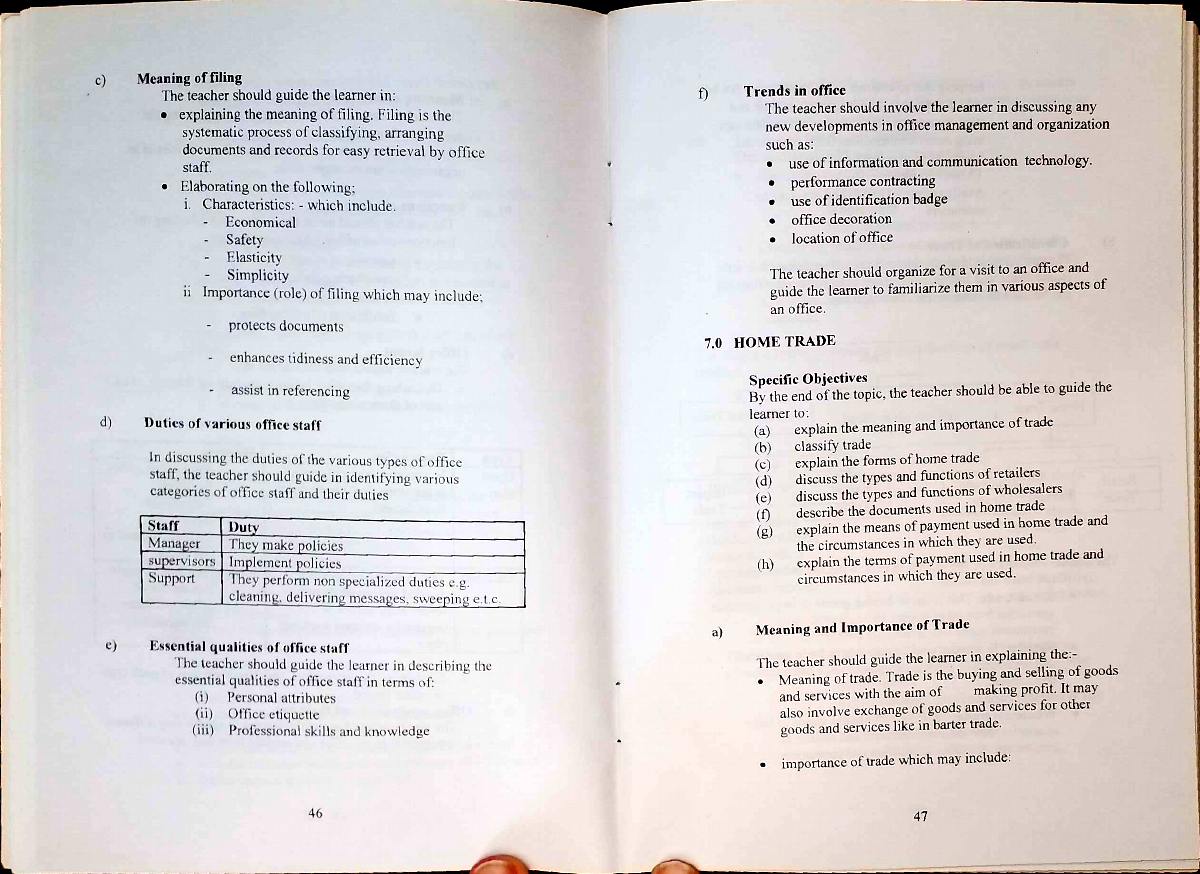 c) Meaning of filing
The teacher should guide the learner in:
• explaining the meaning of filing. Filing is the
systematic process of classifying, arranging
documents and records for easy retrieval by office
staff.
• Elaborating on the following;
i. Characteristics: - which include.
- Economical
- Safety
- Elasticity
- Simplicity
ii Importance (role) of filing which may include;
- protects documents
- enhances tidiness and efficiency
- assist in referencing
d) Duties of various office staff
In discussing the duties of the various types of office
staff, the teacher should guide in identifying various
categories of office staff and their duties
Staff Duty
Manager They make policies
supervisors Implement policies
Support They perform non specialized duties e.g.
cleaning, delivering messages, sweeping e.t.c.
e) Essential qualities of office staff
The teacher should guide the learner in describing the
essential qualities of office staff in terms of:
(i) Personal attributes
(ii) Office etiquette
(iii) Professional skills and knowledge
46
f) Trends in office
The teacher should involve the learner in discussing any
new developments in office management and organization
such as:
• use of information and communication technology.
• performance contracting
• use of identification badge
• office decoration
• location of office
The teacher should organize for a visit to an office and
guide the learner to familiarize them in various aspects of
an office.
7.0 HOME TRADE
Specific Objectives
By the end of the topic, the teacher should be able to guide the
learner to:
(a) explain the meaning and importance of trade
(b) classify trade
(c) explain the forms of home trade
(d) discuss the types and functions of retailers
(e) discuss the types and functions of wholesalers
(f) describe the documents used in home trade
(g) explain the means of payment used in home trade and
the circumstances in which they are used.
(h) explain the terms of payment used in home trade and
circumstances in which they are used.
a) Meaning and Importance of Trade
The teacher should guide the learner in explaining the:-
• Meaning of trade. Trade is the buying and selling of goods
and services with the aim of making profit. It may
also involve exchange of goods and services for other
goods and services like in barter trade.
• importance of trade which may include:
47